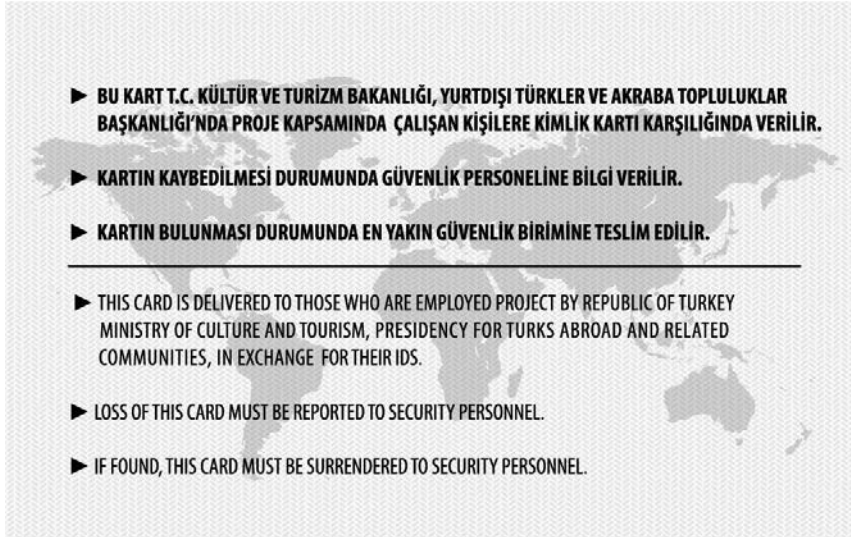 ► BU KART T.C. KÜLTÜR VE TURİZM BAKANLIĞI, YURTDIŞI TÜRKLER VE AKRABA TOPLULUKLAR
BAŞKANLIĞI'NDA PROJE KAPSAMINDA ÇALIŞAN KİŞİLERE KİMLİK KARTI KARŞILIĞINDA VERİLİR.
► KARTIN KAYBEDİLMESİ DURUMUNDA GÜVENLİK PERSONELİNE BİLGİ VERİLİR.
► KARTIN BULUNMASI DURUMUNDA EN YAKIN GÜVENLİK BİRİMİNE TESLİM EDİLİR.
► THIS CARD IS DELIVERED TO THOSE WHO ARE EMPLOYED PROJECT BY REPUBLIC OF TURKEY
MINISTRY OF CULTURE AND TOURISM, PRESIDENCY FOR TURKS ABROAD AND RELATED
COMMUNITIES, IN EXCHANGE FOR THEIR IDS.
► LOSS OF THIS CARD MUST BE REPORTED TO SECURITY PERSONNEL.
► IF FOUND, THIS CARD MUST BE SURRENDERED TO SECURITY PERSONNEL.